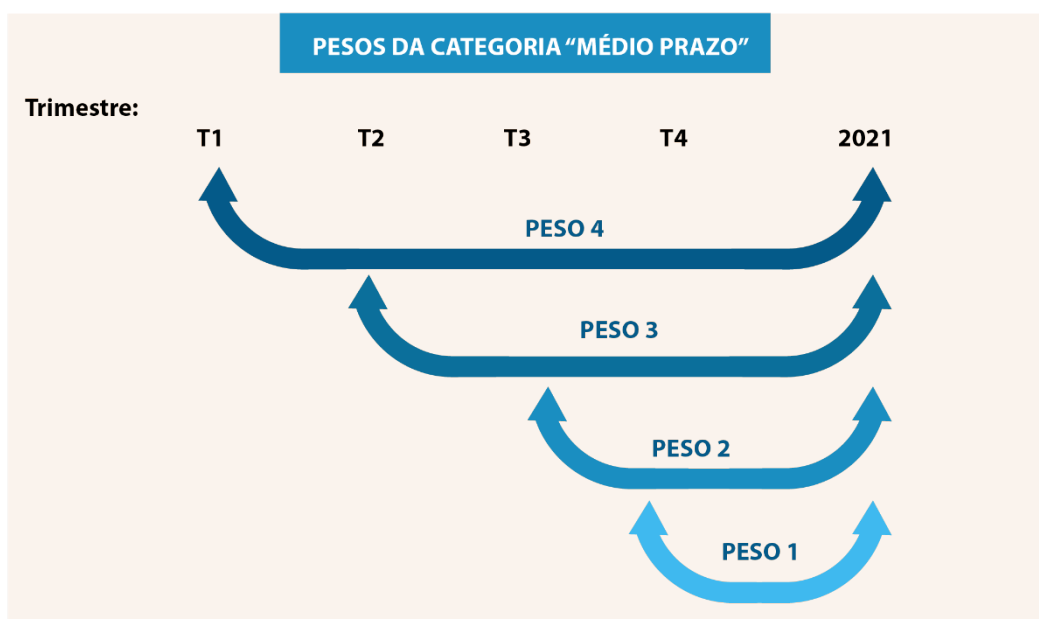 PESOS DA CATEGORIA “MÉDIO PRAZO”
Trimestre:
T1 T2 T3 T4 2021
PESO 4
PESO 3
PESO 2
PESO 1